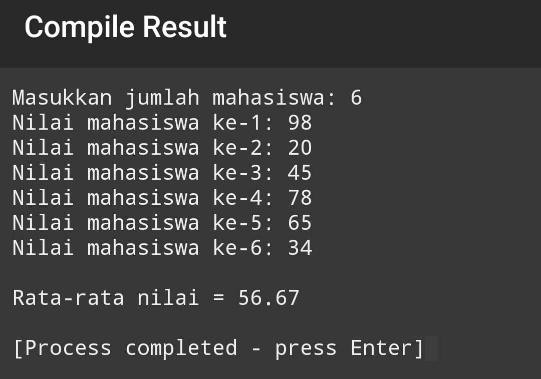 Compile Result
Masukkan jumlah mahasiswa: 6
Nilai mahasiswa ke-1: 98
Nilai mahasiswa ke-2: 20
Nilai mahasiswa ke-3: 45
Nilai mahasiswa ke-4: 78
Nilai mahasiswa ke-5: 65
Nilai mahasiswa ke-6: 34
Rata-rata nilai = 56.67
[Process completed - press Enter]